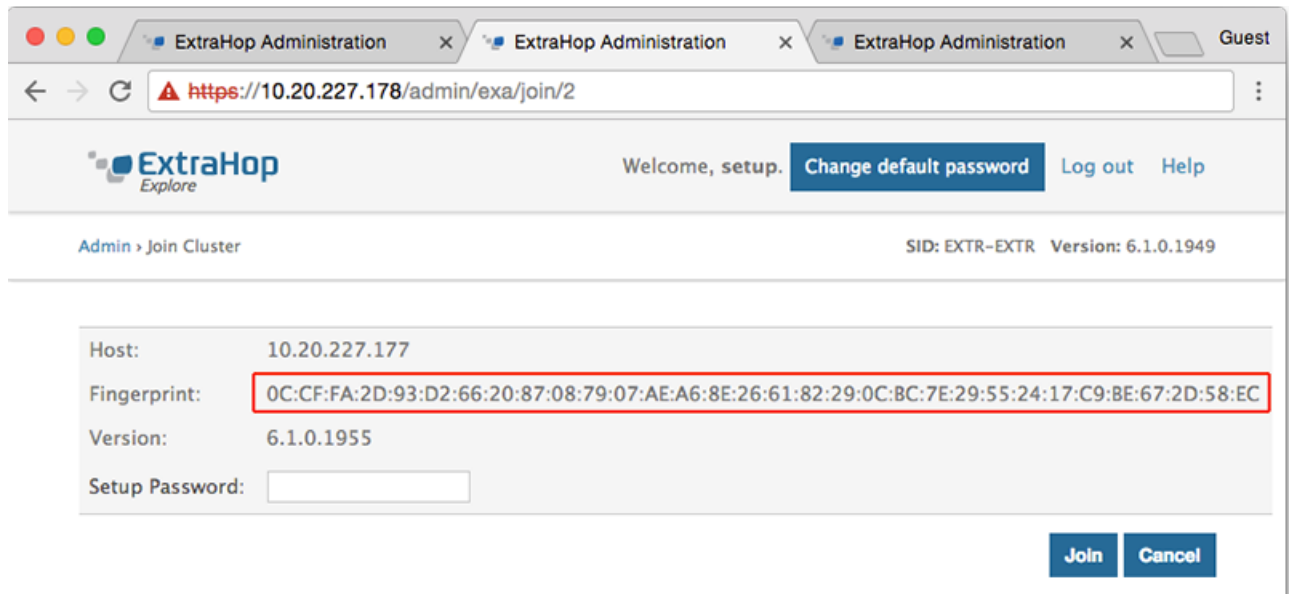 ExtraHop Administration × ExtraHop Administration × ExtraHop Administration × Guest
https://10.20.227.178/admin/exa/join/2
ExtraHop
Explore
Welcome, setup. Change default password Log out Help
Admin › Join Cluster SID: EXTR-EXTR Version: 6.1.0.1949
Host: 10.20.227.177
Fingerprint: 0C:CF:FA:2D:93:D2:66:20:87:08:79:07:AE:A6:8E:26:61:82:29:0C:BC:7E:29:55:24:17:C9:BE:67:2D:58:EC
Version: 6.1.0.1955
Setup Password:
Join Cancel